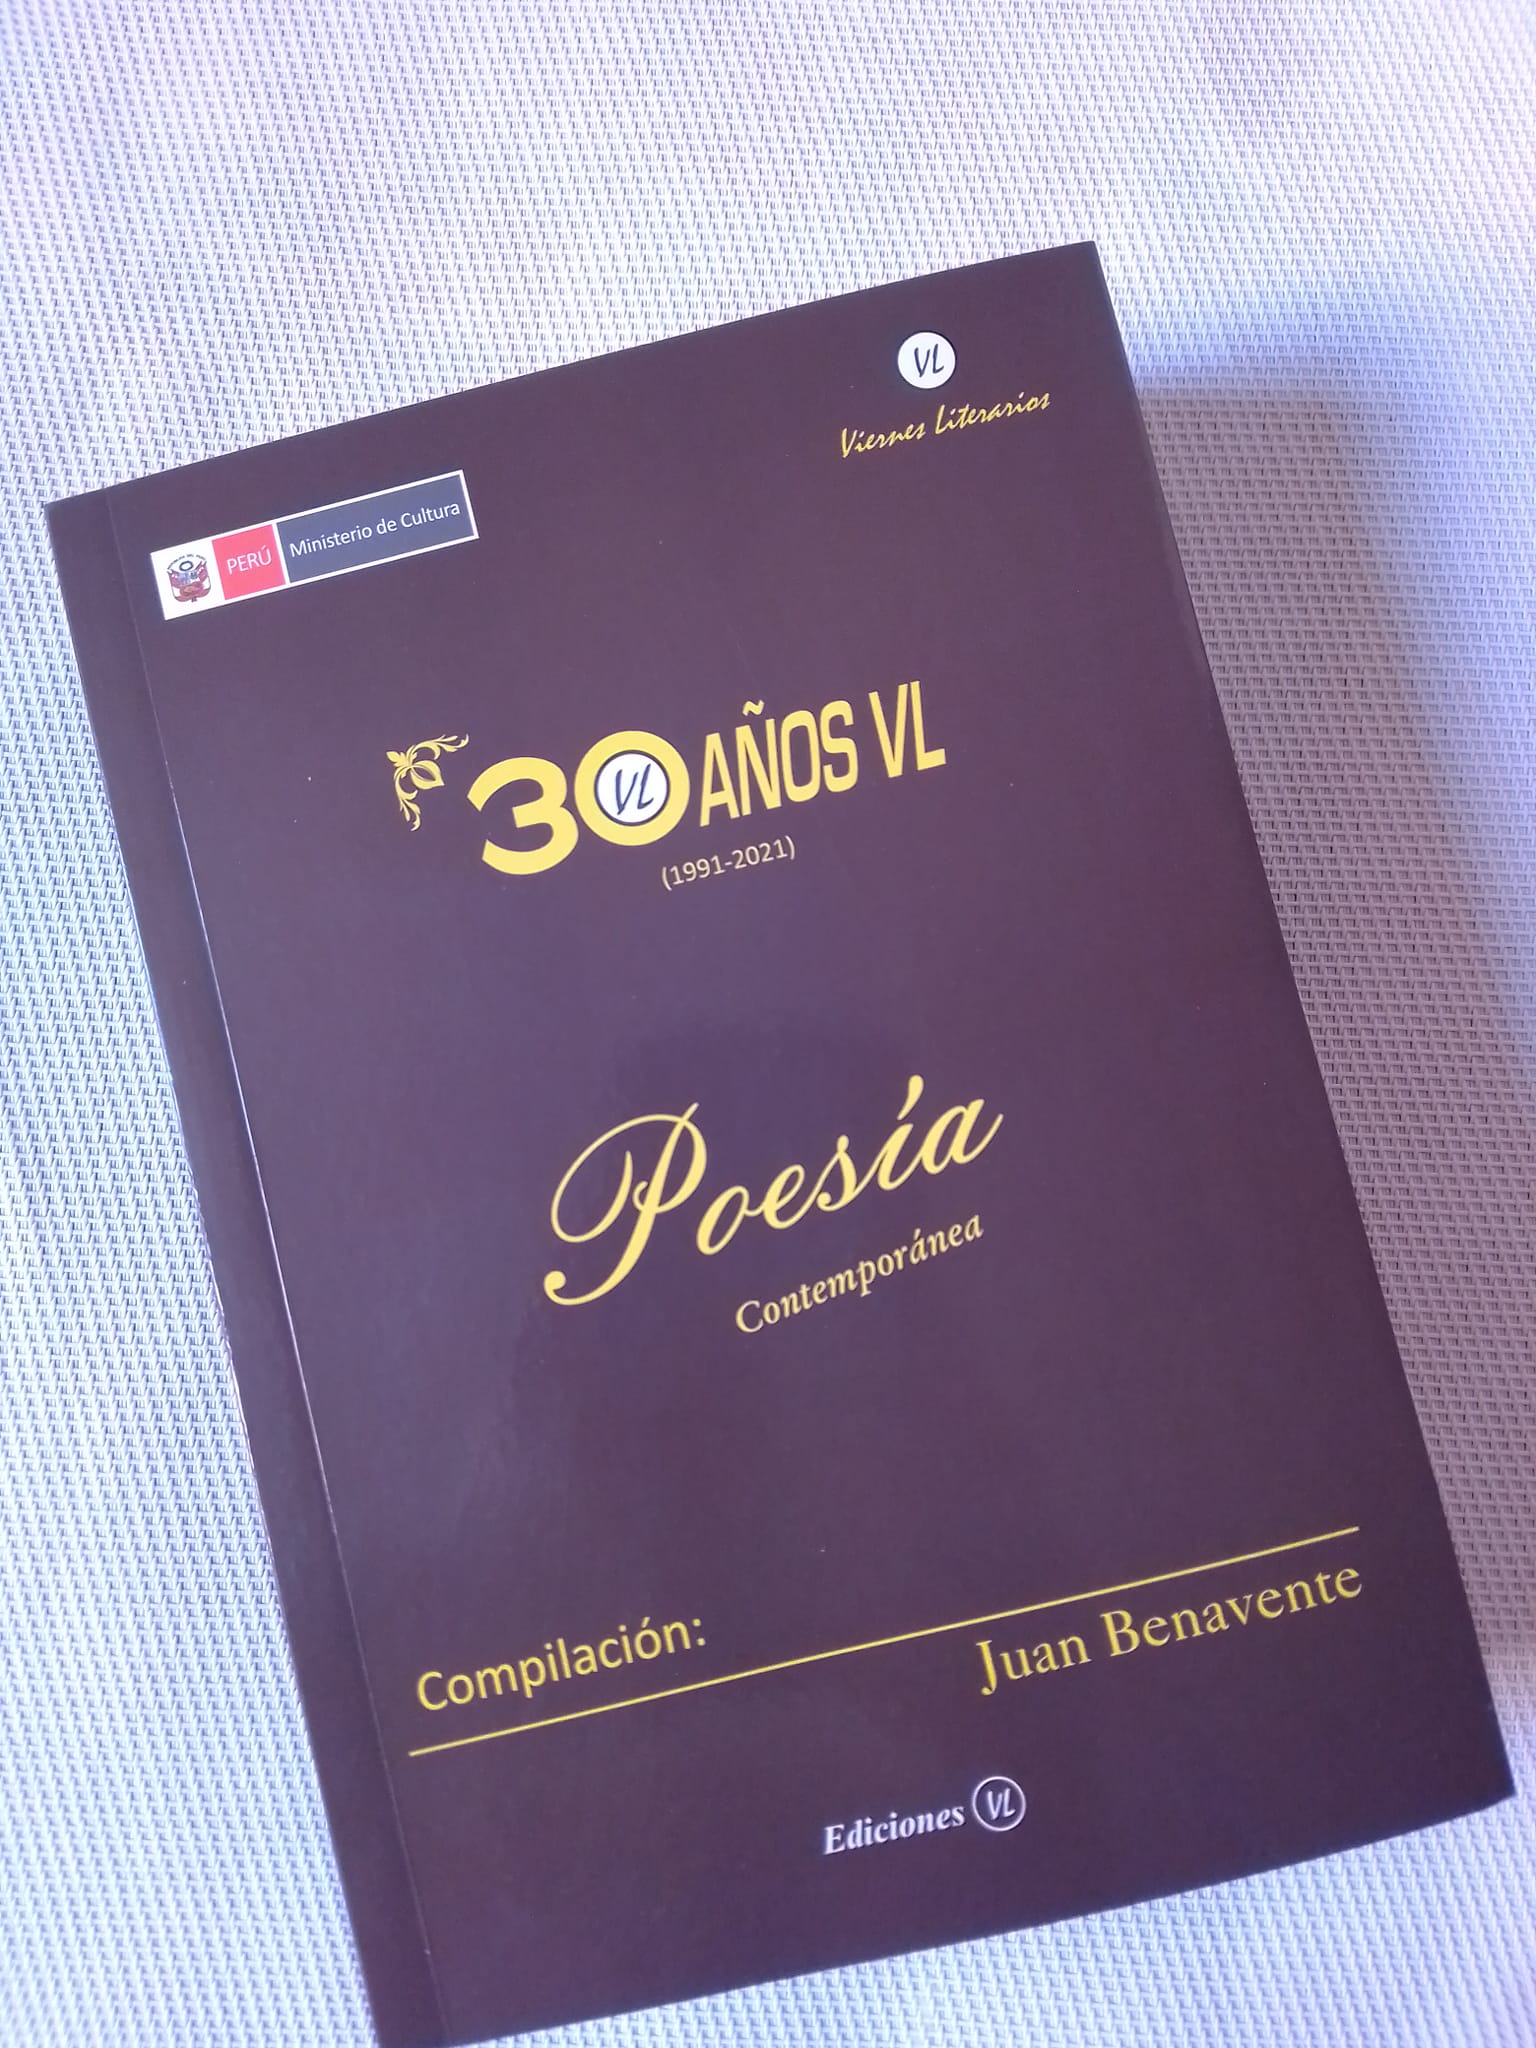 VL
Viernes Literarios
PERÚ Ministerio de Cultura
30 AÑOS VL
VL
(1991-2021)
Poesía
Contemporánea
Compilación:
Juan Benavente
Ediciones VL